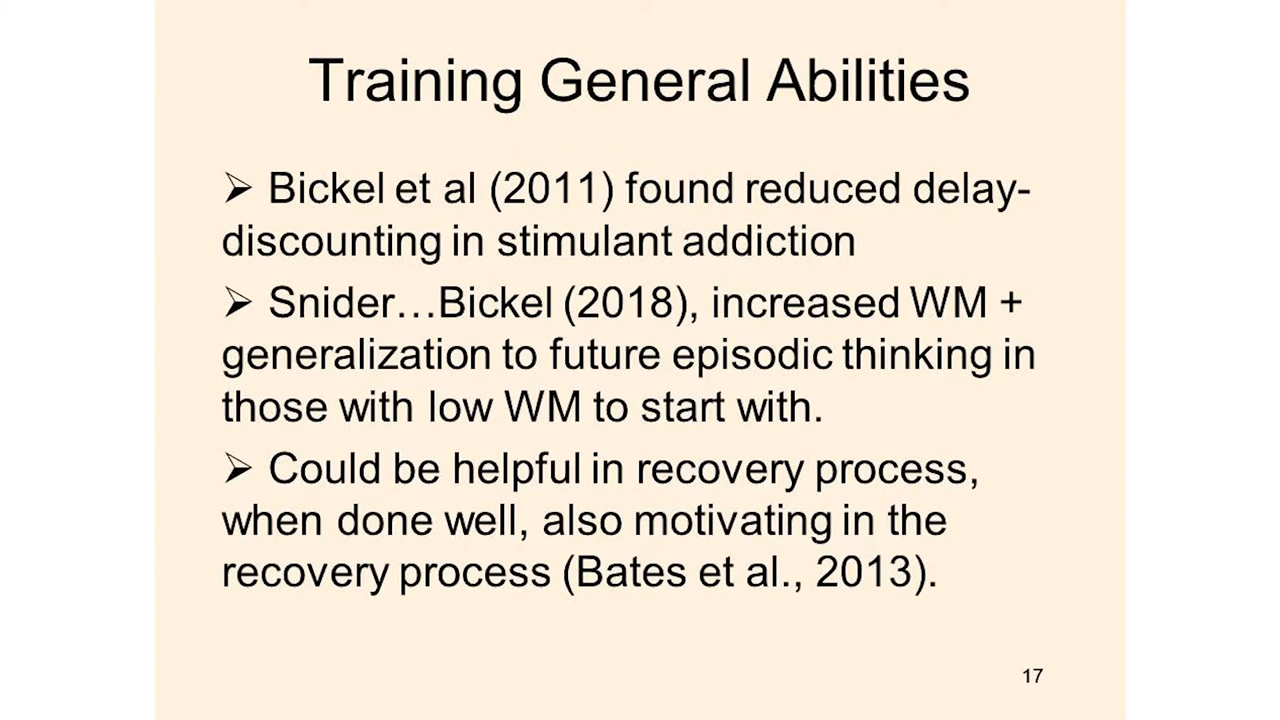 Training General Abilities
➢ Bickel et al (2011) found reduced delay-
discounting in stimulant addiction
➢ Snider…Bickel (2018), increased WM +
generalization to future episodic thinking in
those with low WM to start with.
➢ Could be helpful in recovery process,
when done well, also motivating in the
recovery process (Bates et al., 2013).
17